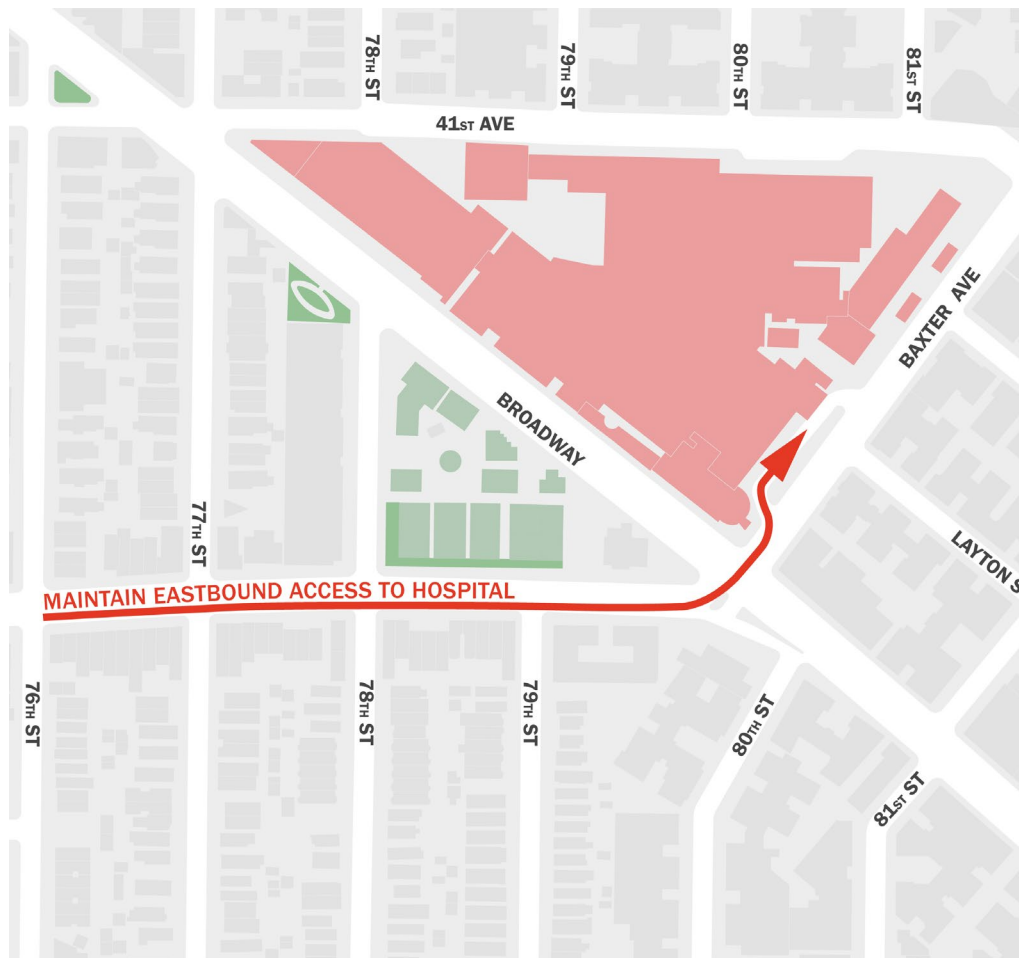 78TH ST
79TH ST
80TH ST
81ST ST
41ST AVE
BAXTER AVE
BROADWAY
77TH ST
LAYTON S
MAINTAIN EASTBOUND ACCESS TO HOSPITAL
76TH ST
78TH ST
79TH ST
80TH ST
81ST ST